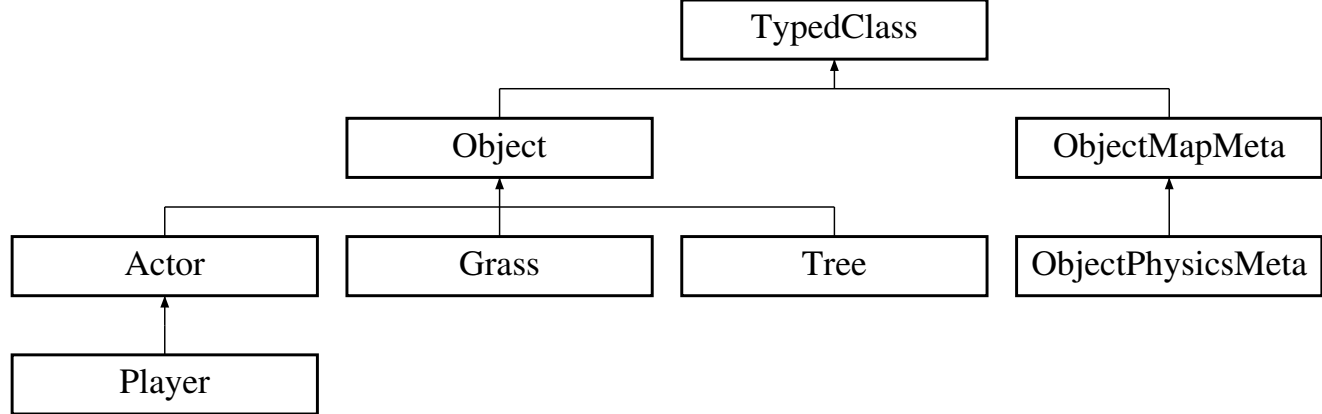 TypedClass
Object
ObjectMapMeta
Actor
Grass
Tree
ObjectPhysicsMeta
Player